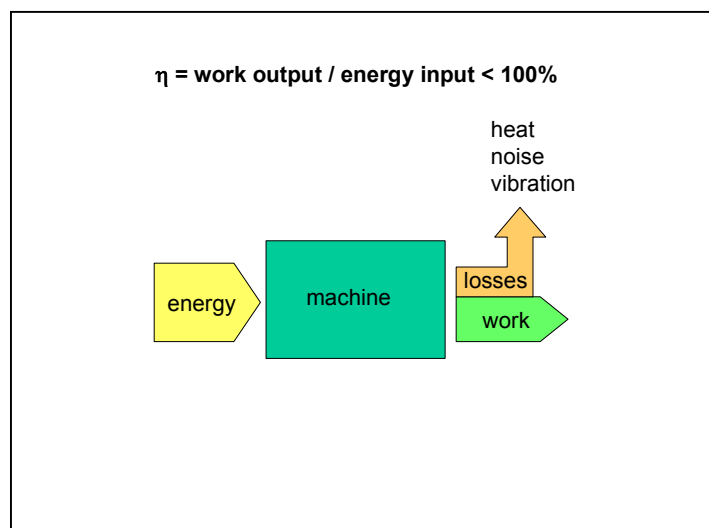 η = work output / energy input < 100%
heat
noise
vibration
energy
machine
losses
work